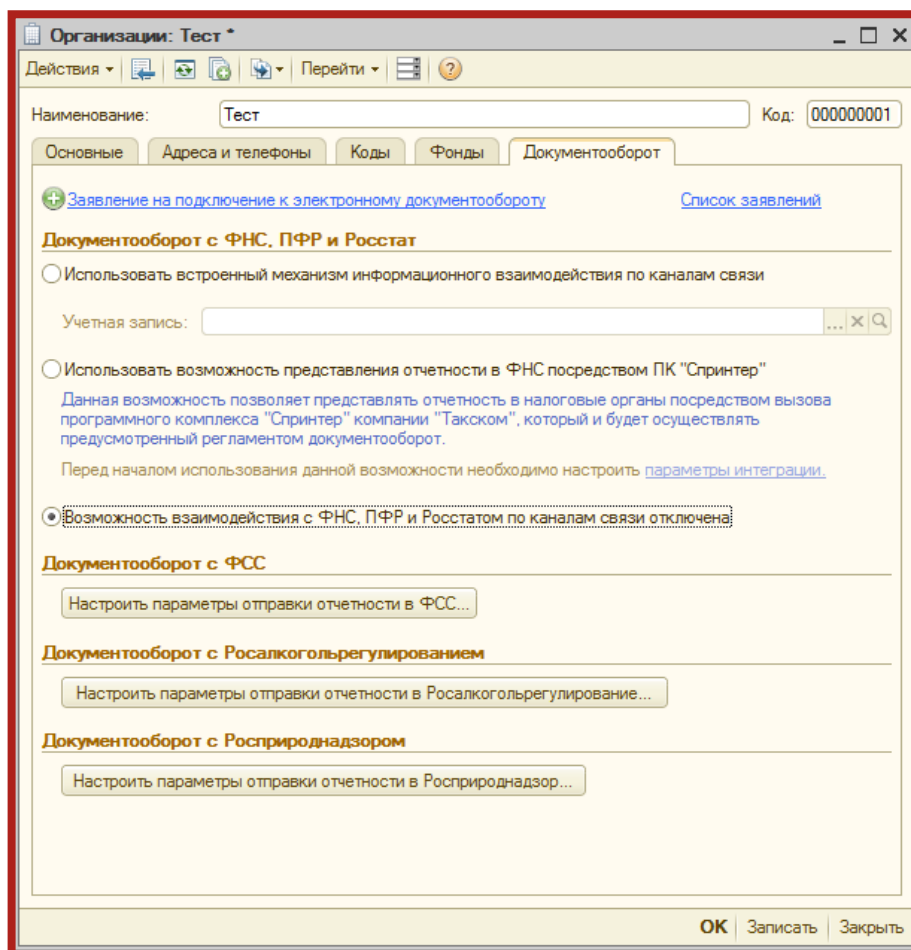 Организации: Тест *
Действия Перейти
Наименование: Тест Код: 000000001
Основные Адреса и телефоны Коды Фонды Документооборот
Заявление на подключение к электронному документообороту Список заявлений
Документооборот с ФНС, ПФР и Росстат
Использовать встроенный механизм информационного взаимодействия по каналам связи
Учетная запись: ...
Использовать возможность представления отчетности в ФНС посредством ПК "Спринтер"
Данная возможность позволяет представлять отчетность в налоговые органы посредством вызова
программного комплекса "Спринтер" компании "Такском", который и будет осуществлять
предусмотренный регламентом документооборот.
Перед началом использования данной возможности необходимо настроить параметры интеграции.
Возможность взаимодействия с ФНС, ПФР и Росстатом по каналам связи отключена
Документооборот с ФСС
Настроить параметры отправки отчетности в ФСС...
Документооборот с Росалкогольрегулированием
Настроить параметры отправки отчетности в Росалкогольрегулирование...
Документооборот с Росприроднадзором
Настроить параметры отправки отчетности в Росприроднадзор...
OK Записать Закрыть